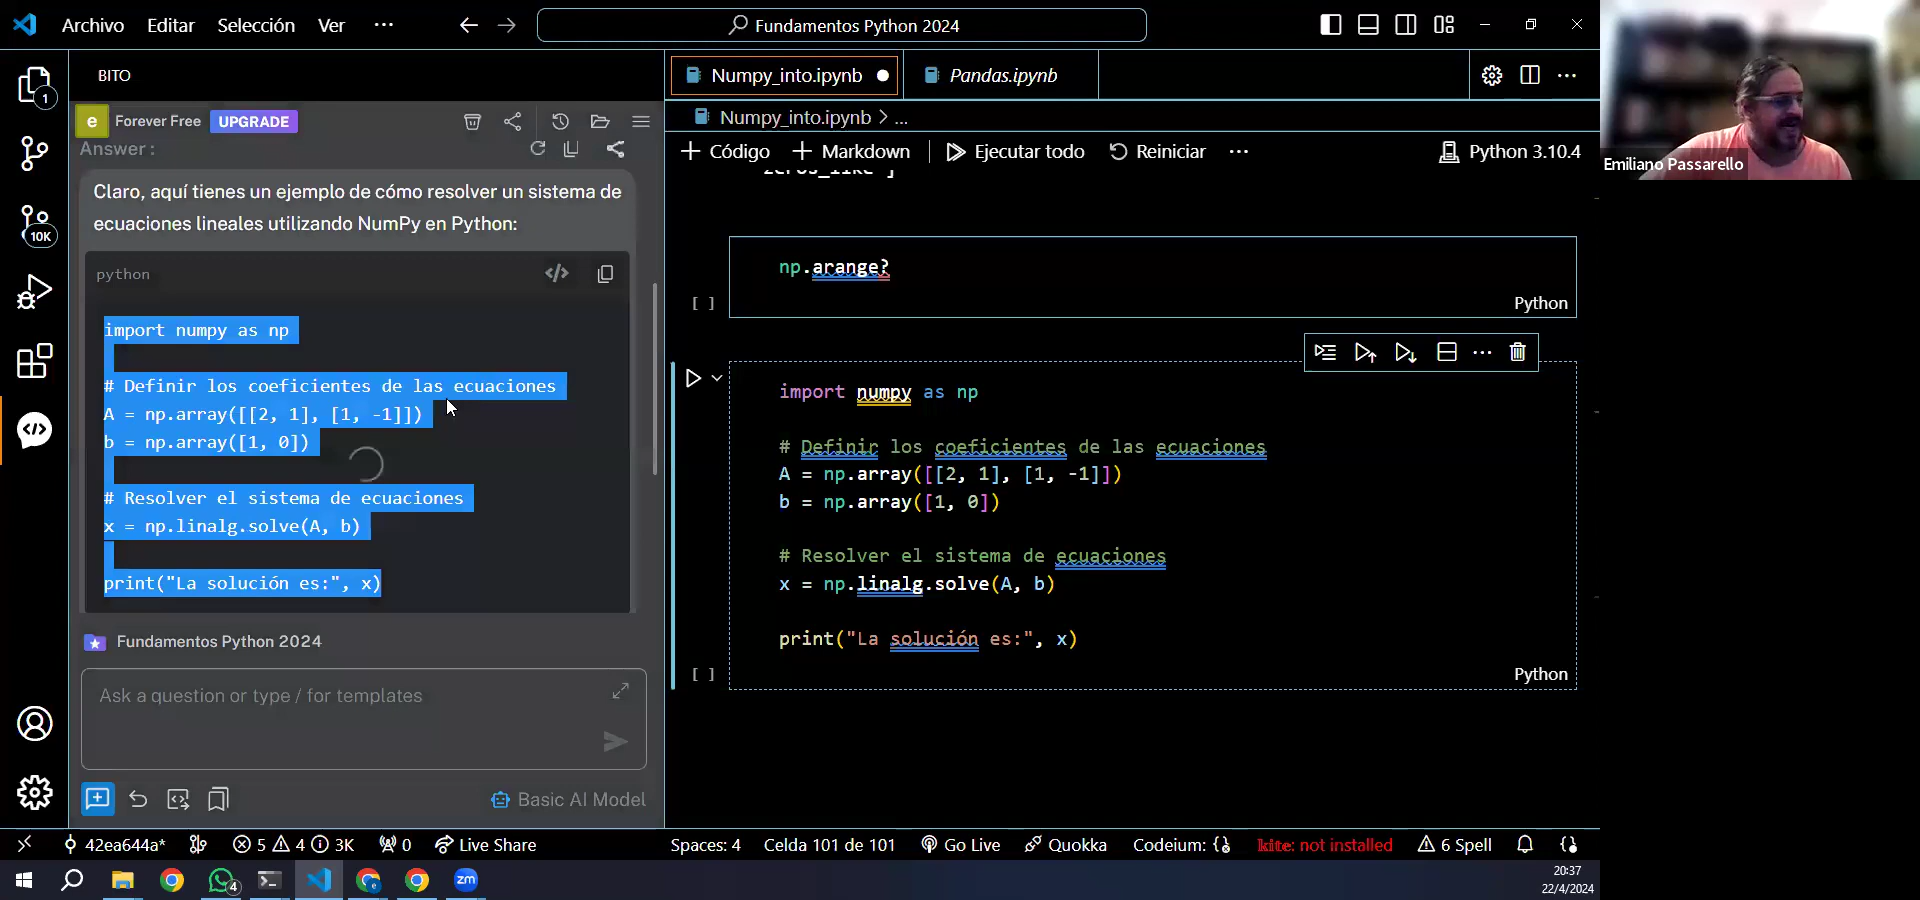 Archivo Editar Selección Ver ···
Fundamentos Python 2024
BITO
e Forever Free UPGRADE
Answer :
Claro, aquí tienes un ejemplo de cómo resolver un sistema de
ecuaciones lineales utilizando NumPy en Python:
python
import numpy as np
# Definir los coeficientes de las ecuaciones
A = np.array([[2, 1], [1, -1]])
b = np.array([1, 0])
# Resolver el sistema de ecuaciones
x = np.linalg.solve(A, b)
print("La solución es:", x)
Fundamentos Python 2024
Ask a question or type / for templates
Basic AI Model
1
10K
Numpy_into.ipynb
Pandas.ipynb
Numpy_into.ipynb > ...
+ Código + Markdown Ejecutar todo Reiniciar ··· Python 3.10.4
zeros_like`]
np.arange?
[ ] Python
import numpy as np
# Definir los coeficientes de las ecuaciones
A = np.array([[2, 1], [1, -1]])
b = np.array([1, 0])
# Resolver el sistema de ecuaciones
x = np.linalg.solve(A, b)
print("La solución es:", x)
[ ] Python
Emiliano Passarello
42ea644a* 5 4 3K 0 Live Share Spaces: 4 Celda 101 de 101 Go Live Quokka Codeium: {} kite: not installed 6 Spell
4 zm
20:37
22/4/2024